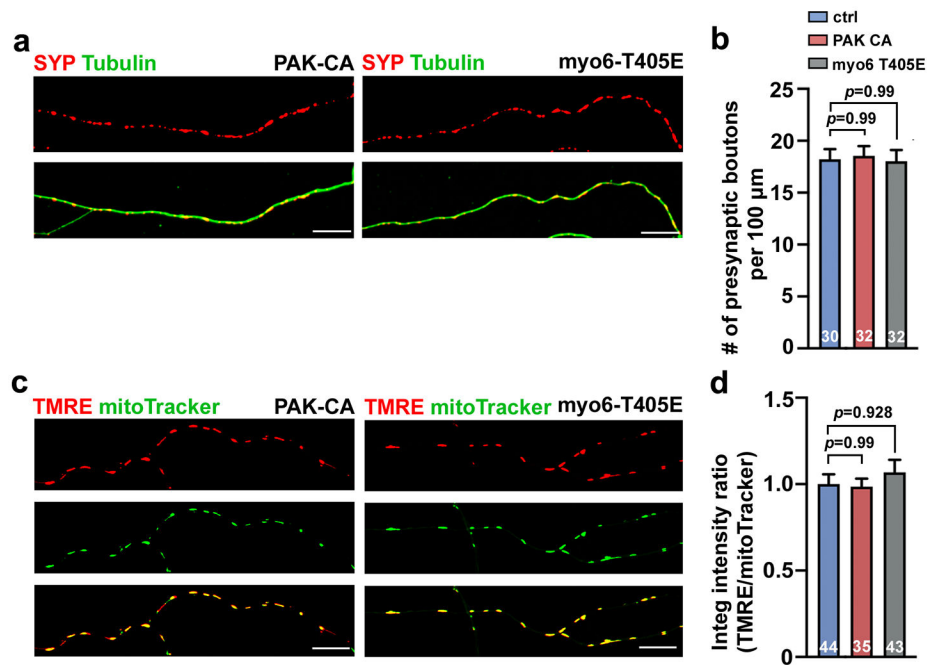 a
SYP Tubulin PAK-CA
SYP Tubulin myo6-T405E
b
ctrl
PAK CA
myo6 T405E
# of presynaptic boutons
per 100 µm
25
20
15
10
5
0
p=0.99
p=0.99
30 32 32
c
TMRE mitoTracker PAK-CA
TMRE mitoTracker myo6-T405E
d
Integ intensity ratio
(TMRE/mitoTracker)
1.5
1.0
0.5
0
p=0.928
p=0.99
44 35 43